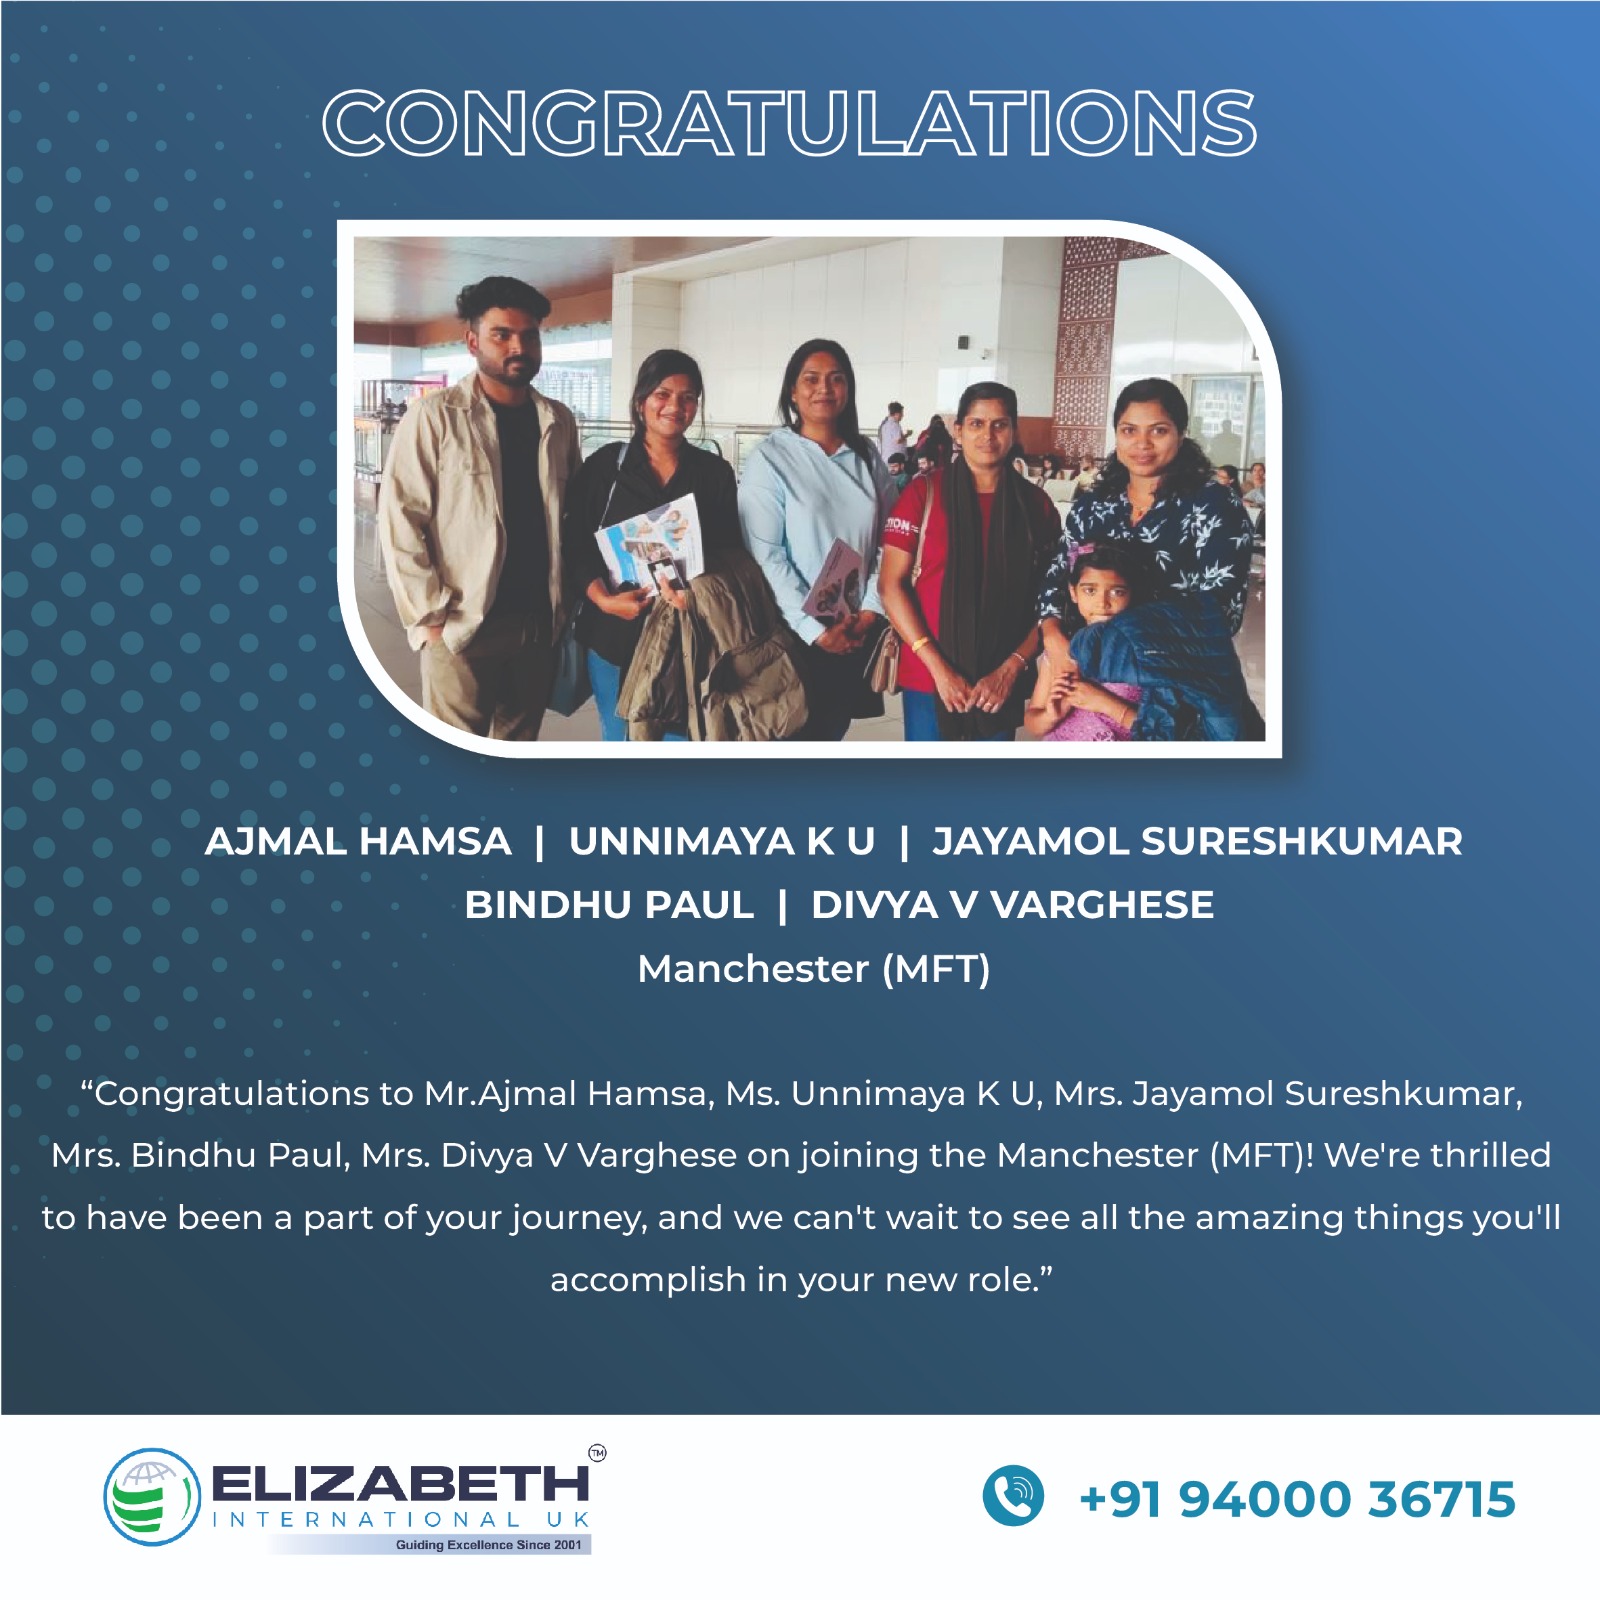 CONGRATULATIONS
AJMAL HAMSA | UNNIMAYA K U | JAYAMOL SURESHKUMAR
BINDHU PAUL | DIVYA V VARGHESE
Manchester (MFT)
“Congratulations to Mr.Ajmal Hamsa, Ms. Unnimaya K U, Mrs. Jayamol Sureshkumar,
Mrs. Bindhu Paul, Mrs. Divya V Varghese on joining the Manchester (MFT)! We're thrilled
to have been a part of your journey, and we can't wait to see all the amazing things you'll
accomplish in your new role.”
ELIZABETH TM
INTERNATIONAL UK
Guiding Excellence Since 2001
+91 94000 36715